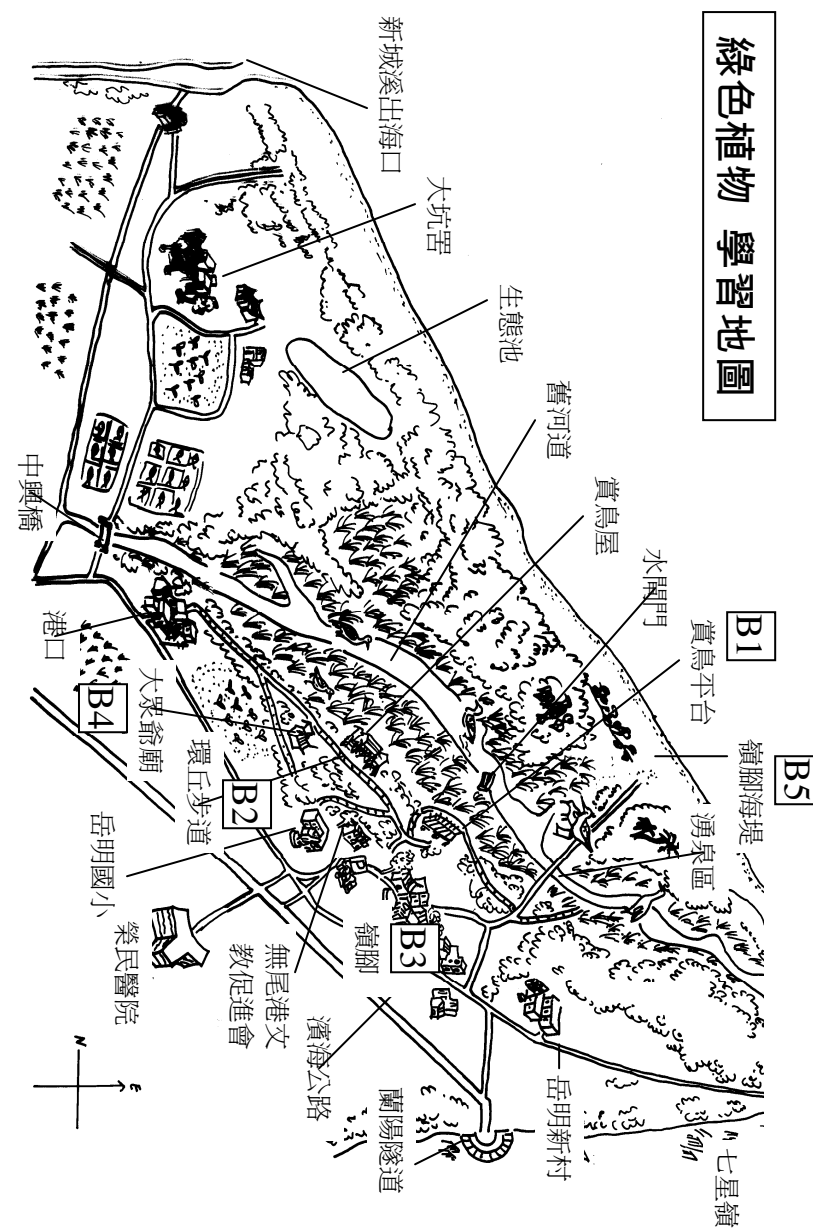 綠色植物 學習地圖
新城溪出海口
大坑罟
生態池
舊河道
賞鳥屋
水閘門
B1
賞鳥平台
B5
嶺腳海堤
湧泉區
中興橋
港口
大眾爺廟
B4
環丘步道
B2
岳明國小
榮民醫院
無尾港文
教促進會
嶺腳
B3
濱海公路
蘭陽隧道
岳明新村
七星嶺
P
N
E